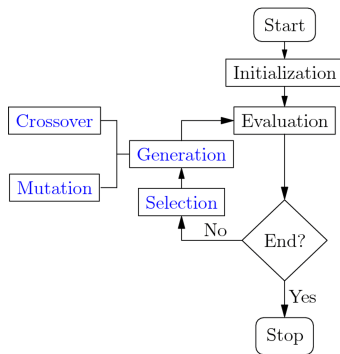 Start
Initialization
Crossover
Evaluation
Generation
Mutation
Selection
No
End?
Yes
Stop